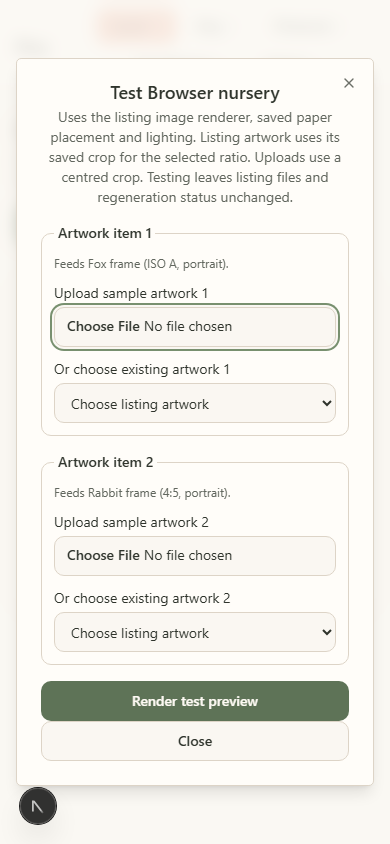 Test Browser nursery
Uses the listing image renderer, saved paper
placement and lighting. Listing artwork uses its
saved crop for the selected ratio. Uploads use a
centred crop. Testing leaves listing files and
regeneration status unchanged.
Artwork item 1
Feeds Fox frame (ISO A, portrait).
Upload sample artwork 1
Choose File No file chosen
Or choose existing artwork 1
Choose listing artwork
Artwork item 2
Feeds Rabbit frame (4:5, portrait).
Upload sample artwork 2
Choose File No file chosen
Or choose existing artwork 2
Choose listing artwork
Render test preview
Close